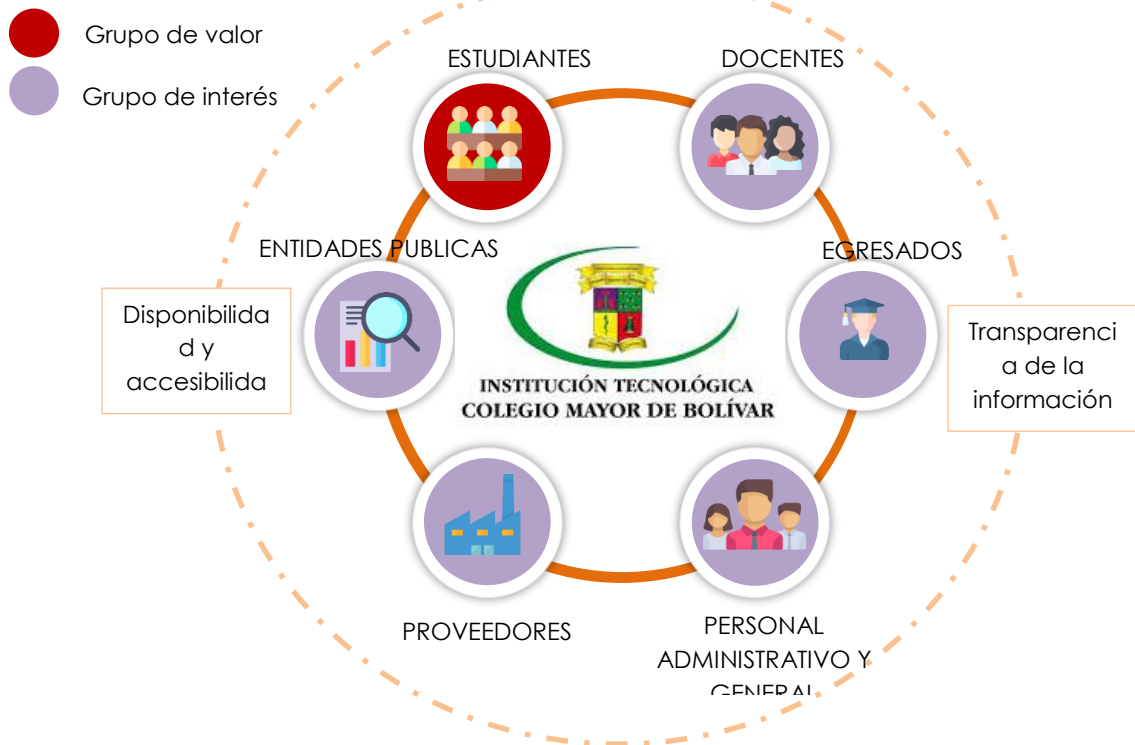 Grupo de valor
Grupo de interés
ESTUDIANTES
DOCENTES
ENTIDADES PUBLICAS
EGRESADOS
Disponibilida
d y
accesibilida
Transparenci
a de la
información
INSTITUCIÓN TECNOLÓGICA
COLEGIO MAYOR DE BOLÍVAR
PROVEEDORES
PERSONAL
ADMINISTRATIVO Y
GENERAL